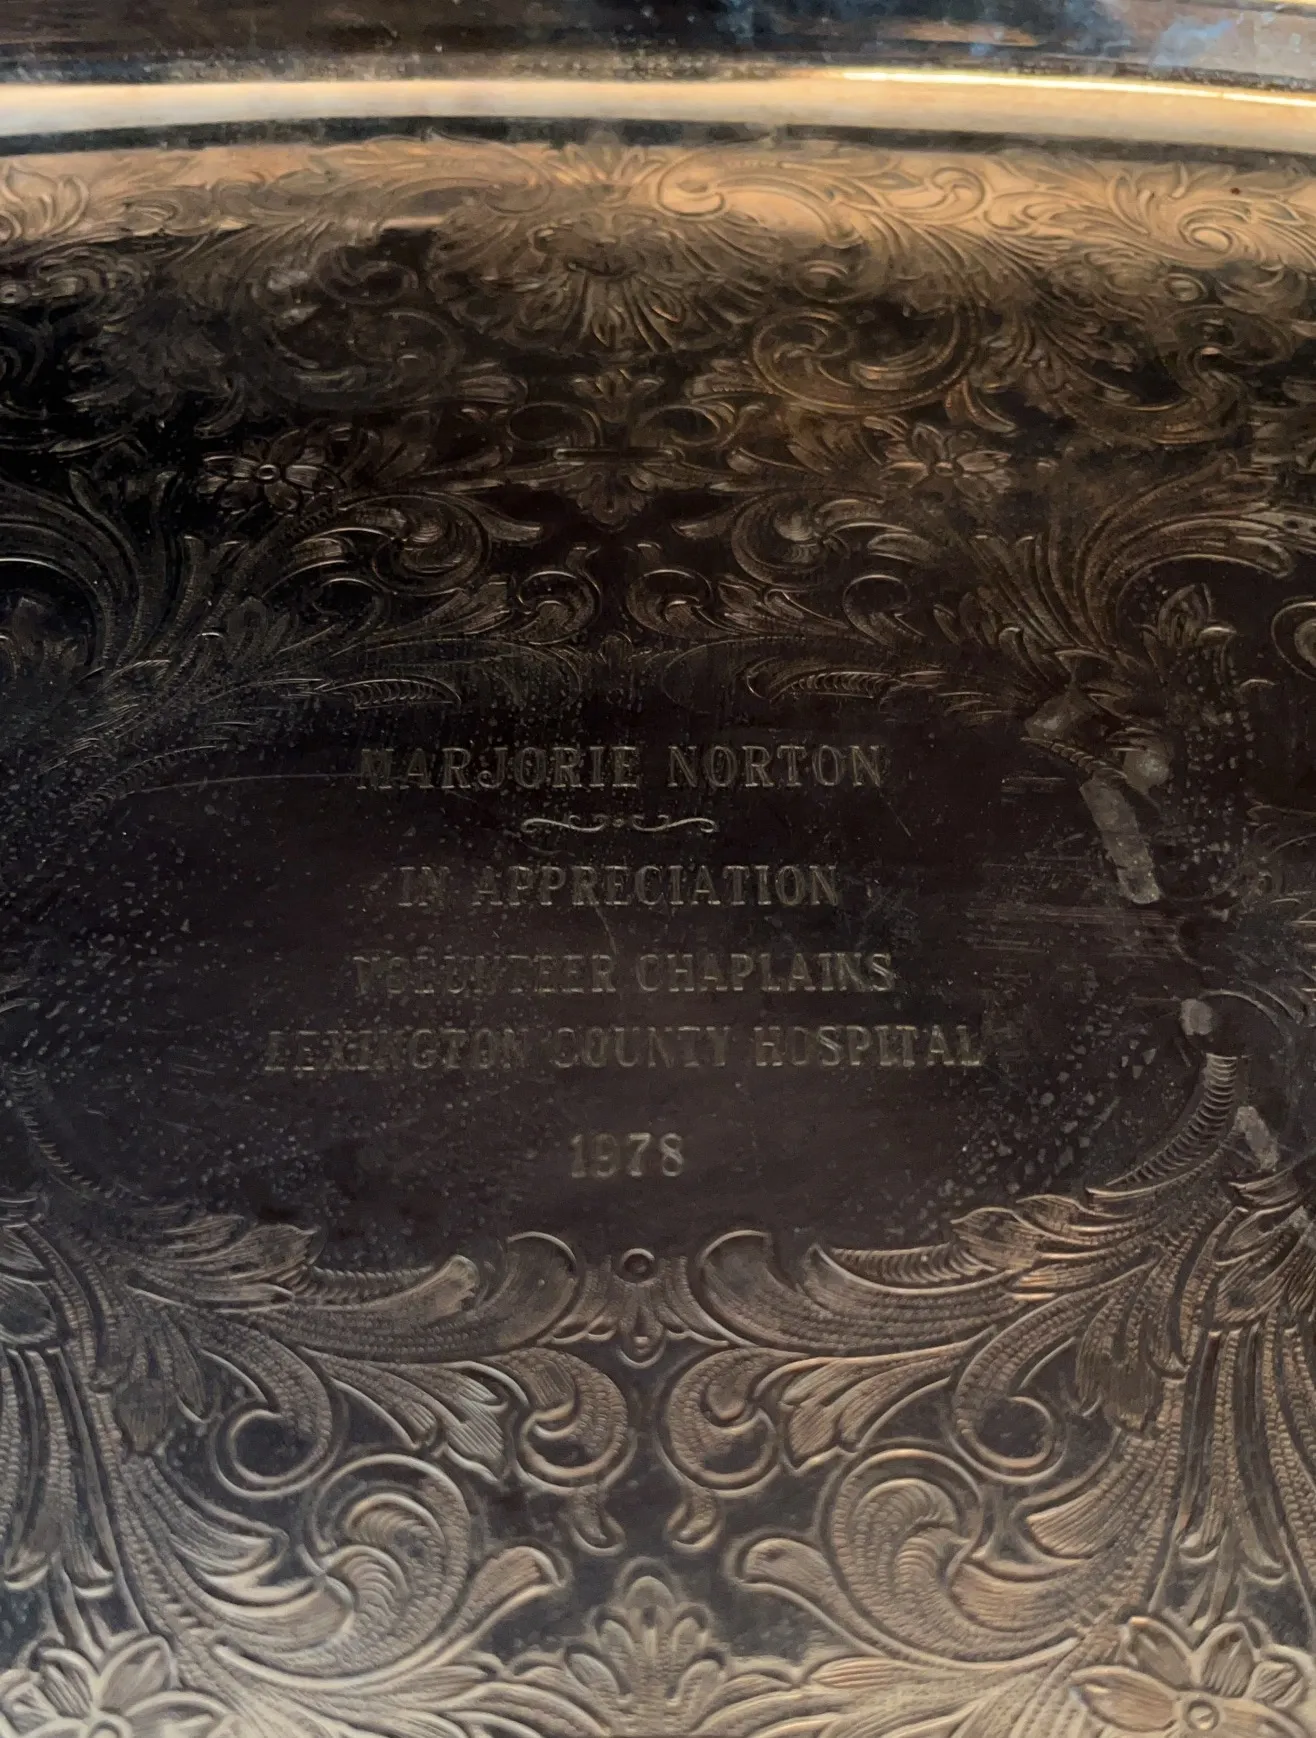 MARJORIE NORTON
IN APPRECIATION
VOLUNTEER CHAPLAINS
LEXINGTON COUNTY HOSPITAL
1978